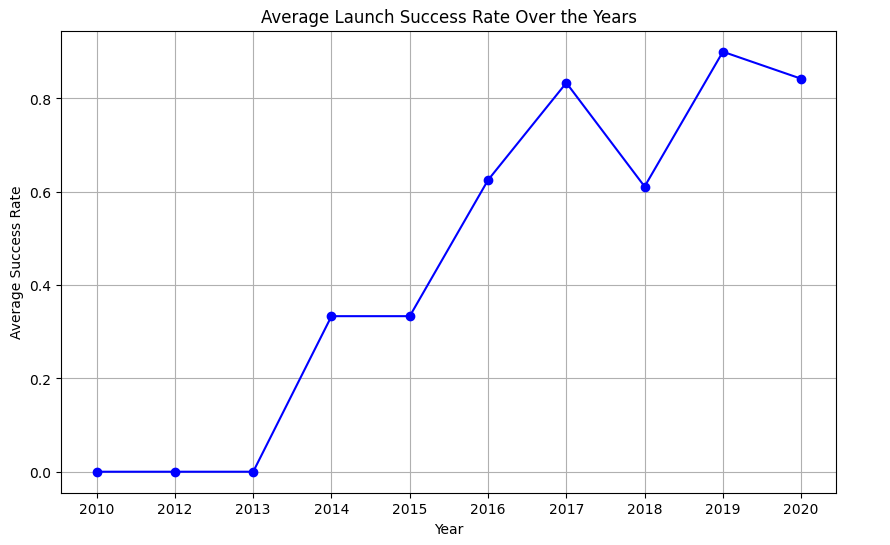 Average Launch Success Rate Over the Years
Average Success Rate
0.8
0.6
0.4
0.2
0.0
2010 2012 2013 2014 2015 2016 2017 2018 2019 2020
Year